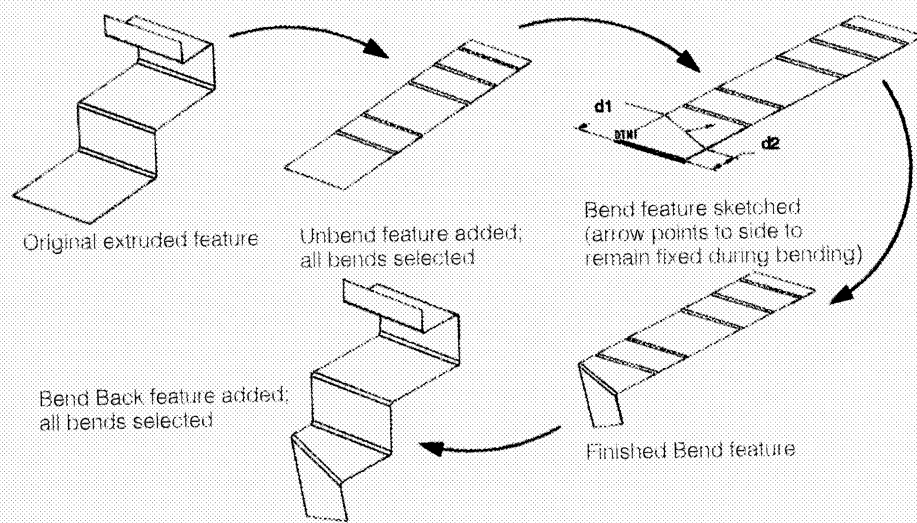 d1
DTM1
d2
Original extruded feature
Unbend feature added;
all bends selected
Bend feature sketched
(arrow points to side to
remain fixed during bending)
Bend Back feature added;
all bends selected
Finished Bend feature